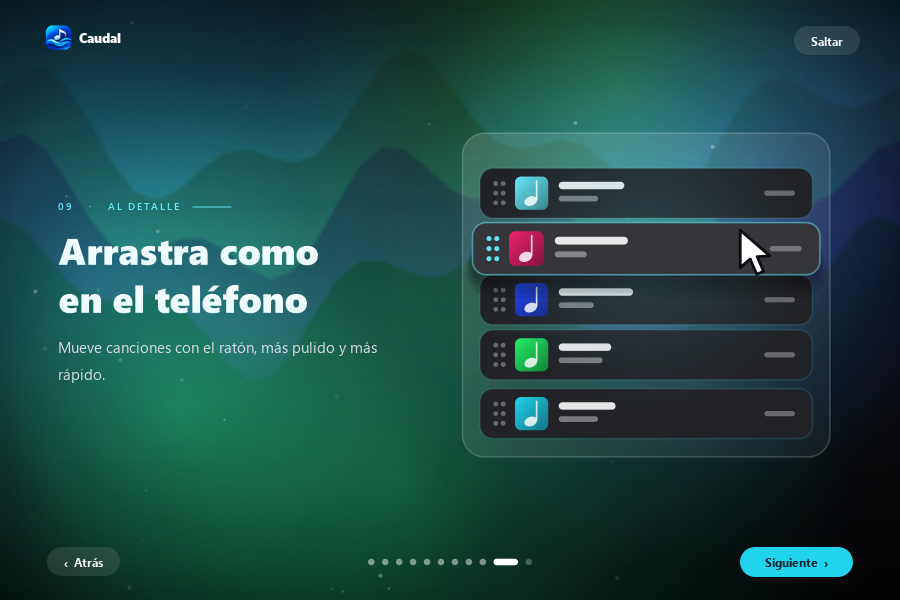 Caudal
Saltar
09 · AL DETALLE
Arrastra como
en el teléfono
Mueve canciones con el ratón, más pulido y más
rápido.
‹ Atrás
Siguiente ›